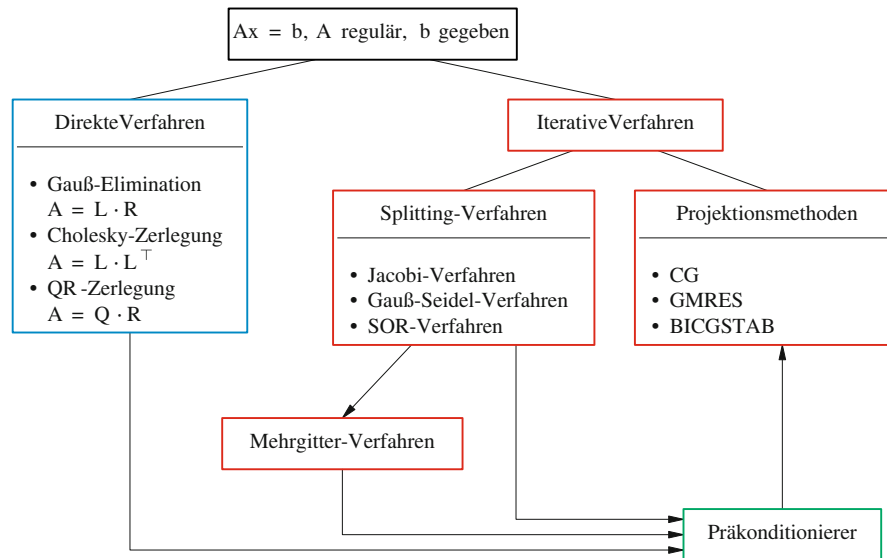 Ax = b, A regulär, b gegeben
DirekteVerfahren
• Gauß-Elimination
A = L · R
• Cholesky-Zerlegung
A = L · L⊤
• QR-Zerlegung
A = Q · R
IterativeVerfahren
Splitting-Verfahren
• Jacobi-Verfahren
• Gauß-Seidel-Verfahren
• SOR-Verfahren
Projektionsmethoden
• CG
• GMRES
• BICGSTAB
Mehrgitter-Verfahren
Präkonditionierer